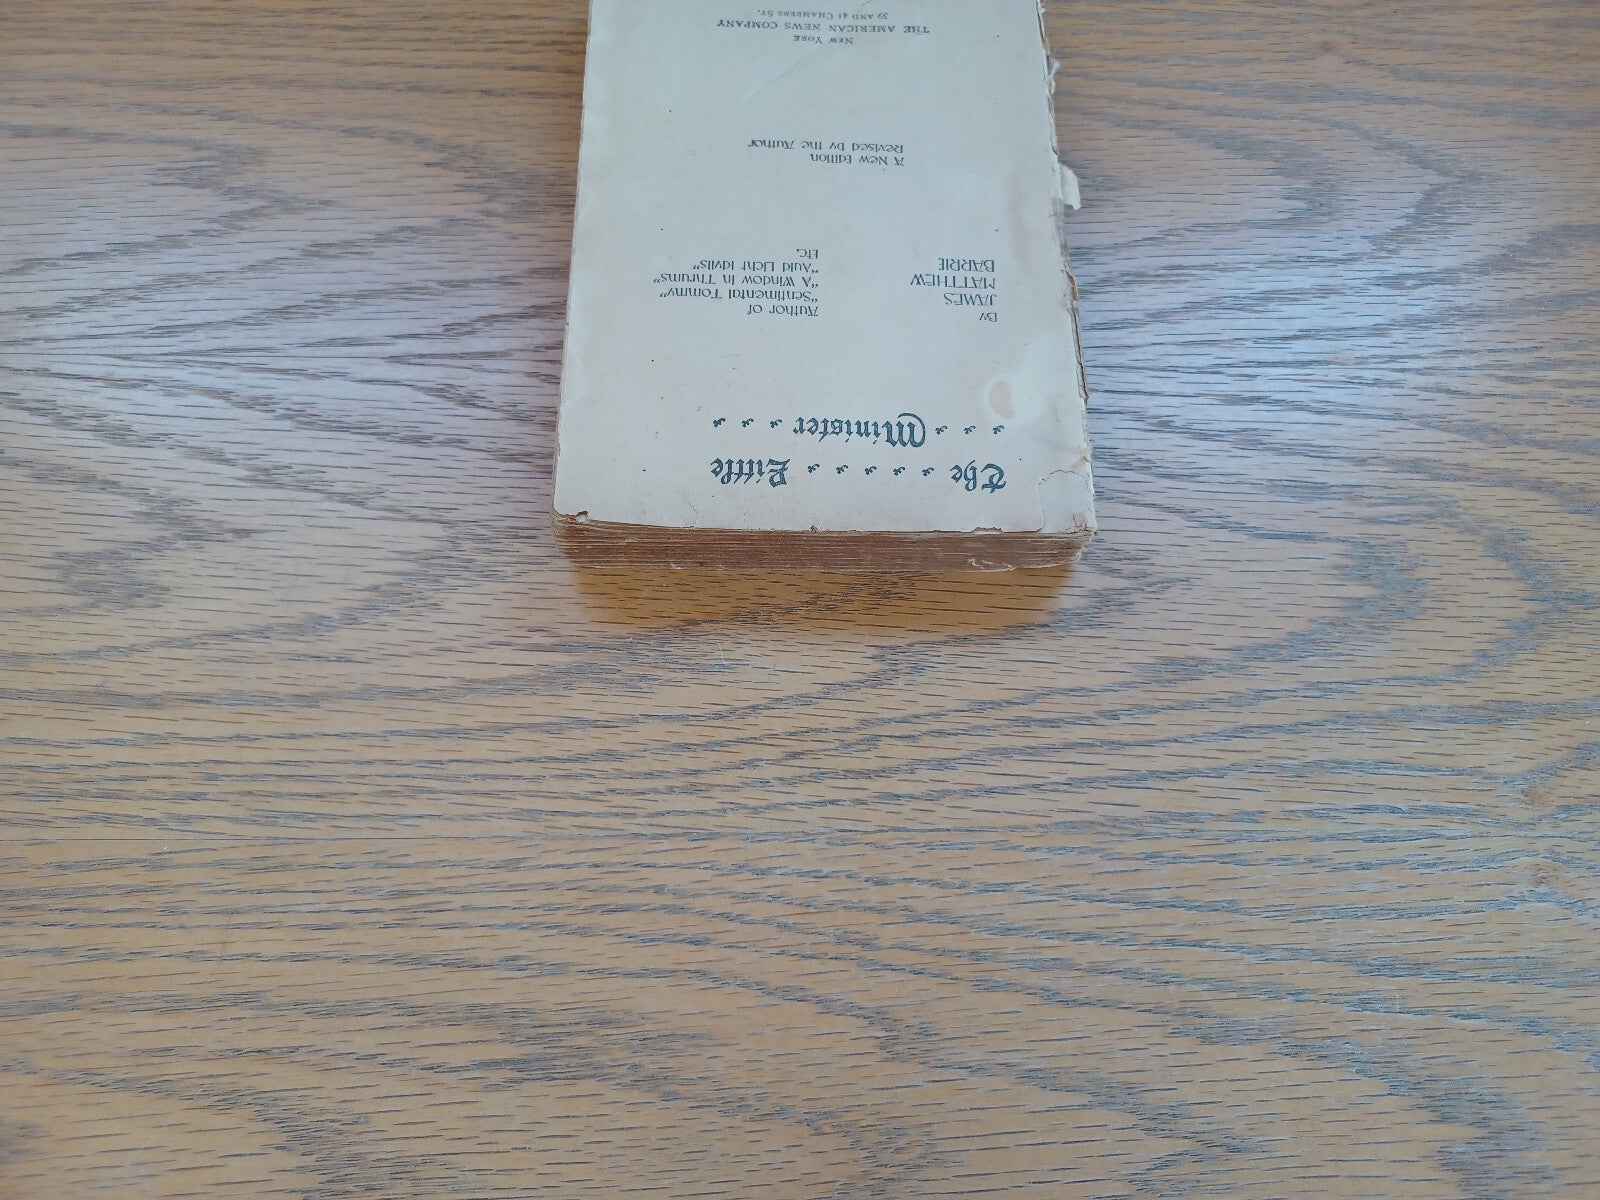 The . . . . . . Little
. . . Minister . . . .
By
JAMES
MATTHEW
BARRIE
Author of
"Sentimental Tommy"
"A Window in Thrums"
"Auld Licht Idylls"
Etc.
A New Edition
Revised by the Author
New York
THE AMERICAN NEWS COMPANY
39 AND 41 CHAMBERS ST.